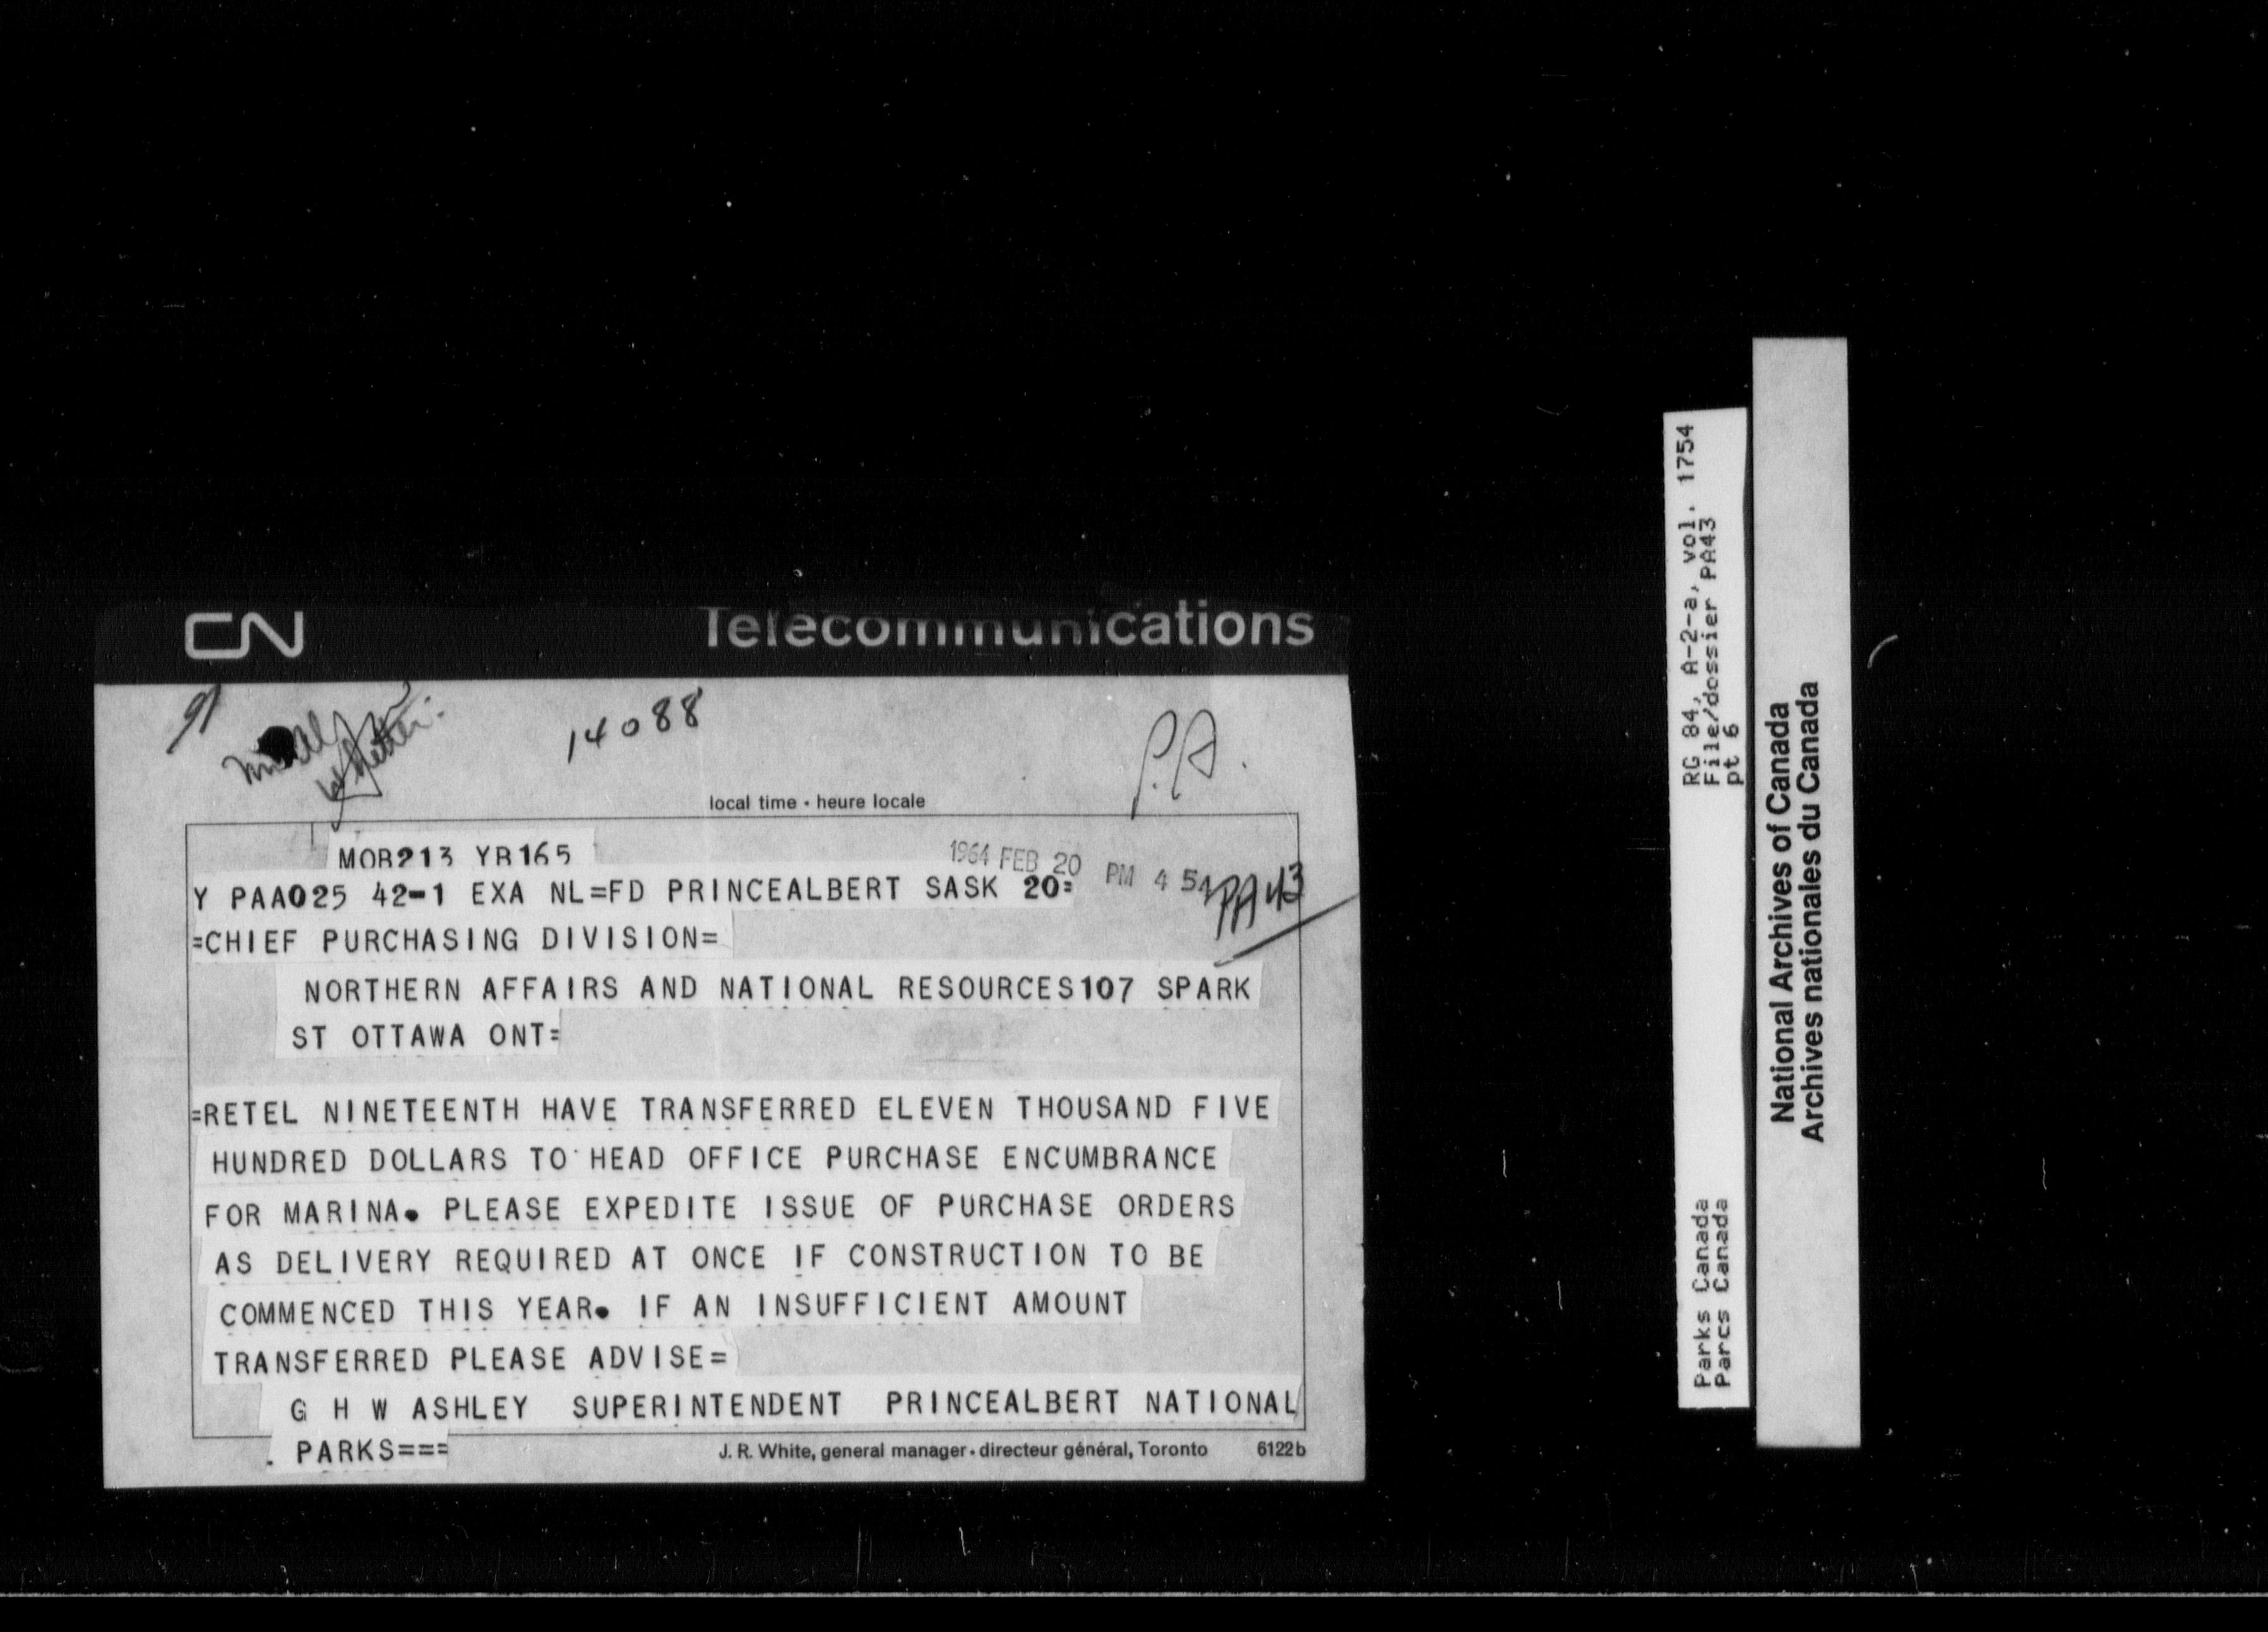 CN Telecommunications
14088
P.A.
local time • heure locale
MOB213 YB165
1964 FEB 20 PM 4 54
Y PAA025 42-1 EXA NL=FD PRINCEALBERT SASK 20=
PA43
=CHIEF PURCHASING DIVISION=
NORTHERN AFFAIRS AND NATIONAL RESOURCES107 SPARK
ST OTTAWA ONT=
=RETEL NINETEENTH HAVE TRANSFERRED ELEVEN THOUSAND FIVE
HUNDRED DOLLARS TO HEAD OFFICE PURCHASE ENCUMBRANCE
FOR MARINA. PLEASE EXPEDITE ISSUE OF PURCHASE ORDERS
AS DELIVERY REQUIRED AT ONCE IF CONSTRUCTION TO BE
COMMENCED THIS YEAR. IF AN INSUFFICIENT AMOUNT
TRANSFERRED PLEASE ADVISE=
G H W ASHLEY SUPERINTENDENT PRINCEALBERT NATIONAL
. PARKS===
J. R. White, general manager • directeur général, Toronto 6122b
Parks Canada
Parcs Canada
RG 84, A-2-a, vol. 1754
File/dossier PA43
pt 6
National Archives of Canada
Archives nationales du Canada